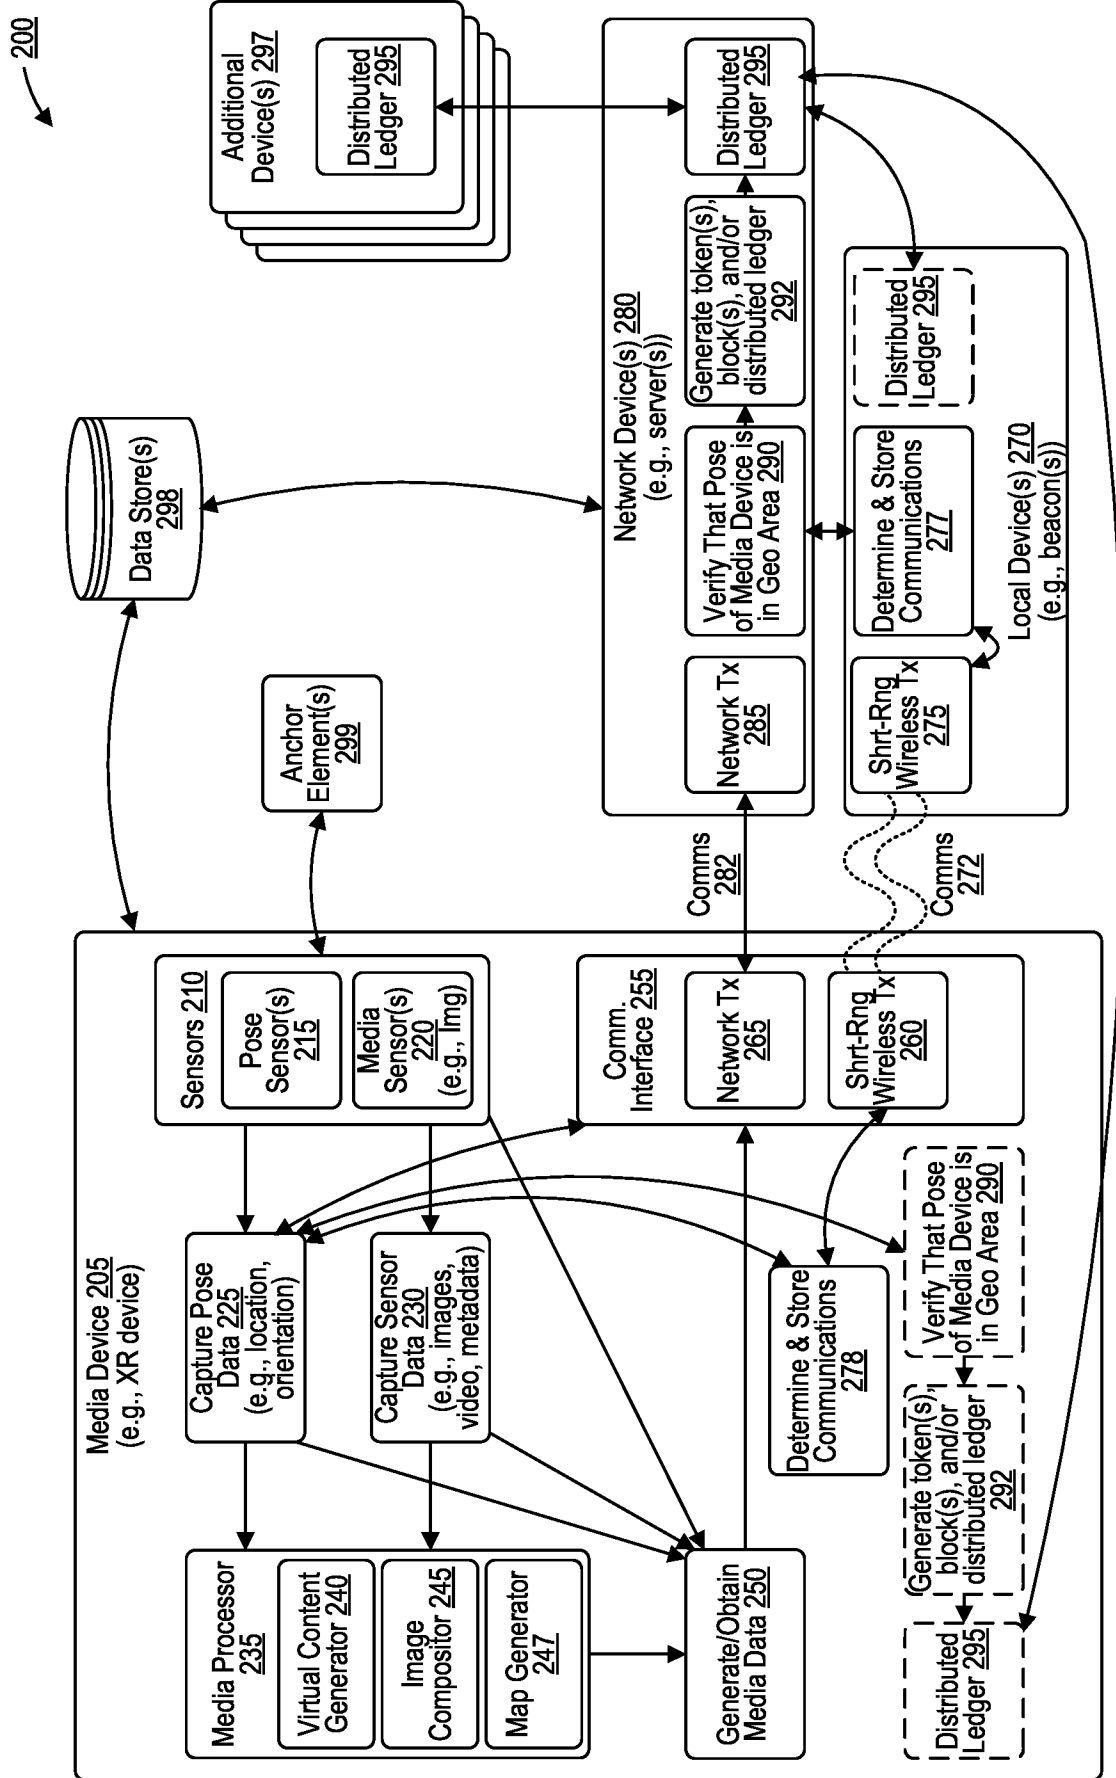 200
Media Device 205
(e.g., XR device)
Media Processor
235
Virtual Content
Generator 240
Image
Compositor 245
Map Generator
247
Capture Pose
Data 225
(e.g., location,
orientation)
Capture Sensor
Data 230
(e.g., images,
video, metadata)
Sensors 210
Pose
Sensor(s)
215
Media
Sensor(s)
220
(e.g., Img)
Generate/Obtain
Media Data 250
Determine & Store
Communications
278
Comm.
Interface 255
Network Tx
265
Shrt-Rng
Wireless Tx
260
Distributed
Ledger 295
Generate token(s),
block(s), and/or
distributed ledger
292
Verify That Pose
of Media Device is
in Geo Area 290
Anchor
Element(s)
299
Data Store(s)
298
Additional
Device(s) 297
Distributed
Ledger 295
Comms
282
Comms
272
Network Device(s) 280
(e.g., server(s))
Network Tx
285
Verify That Pose
of Media Device is
in Geo Area 290
Generate token(s),
block(s), and/or
distributed ledger
292
Distributed
Ledger 295
Shrt-Rng
Wireless Tx
275
Determine & Store
Communications
277
Distributed
Ledger 295
Local Device(s) 270
(e.g., beacon(s))